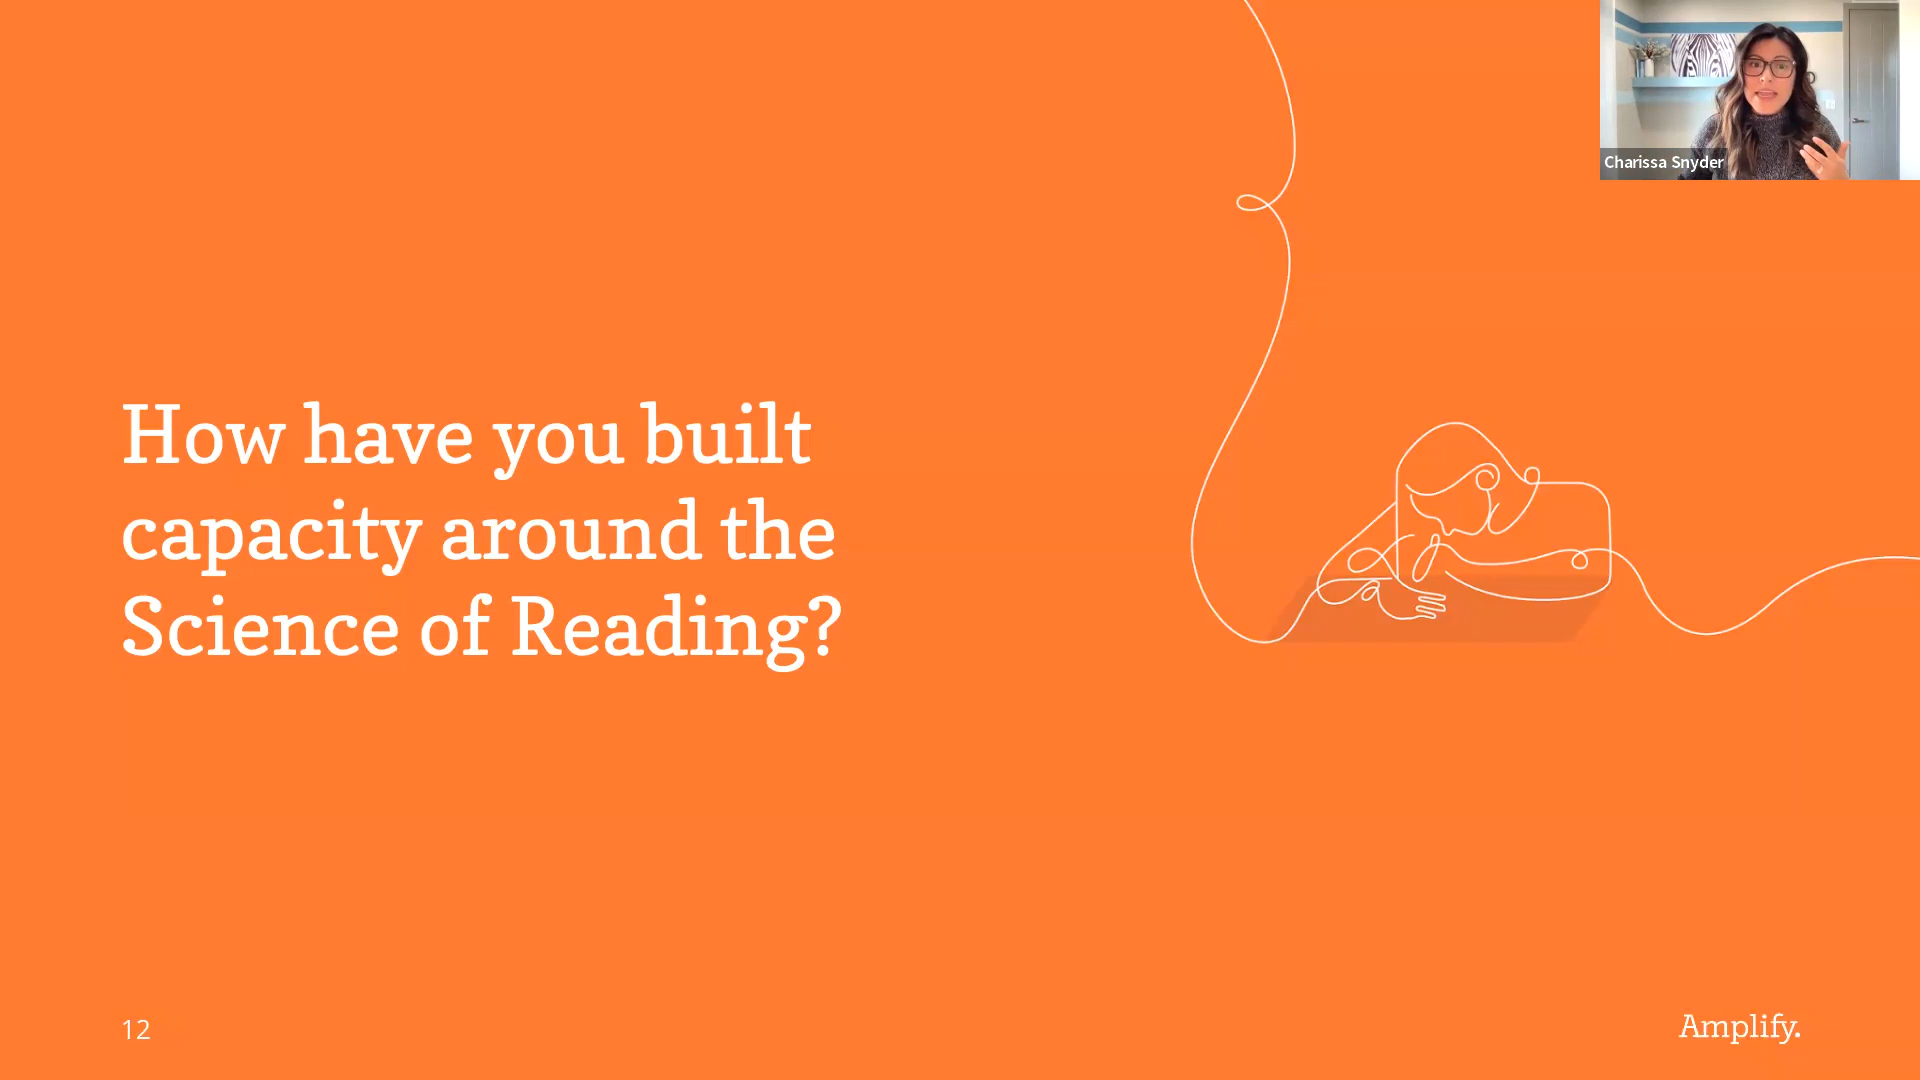 Charissa Snyder
How have you built
capacity around the
Science of Reading?
12
Amplify.